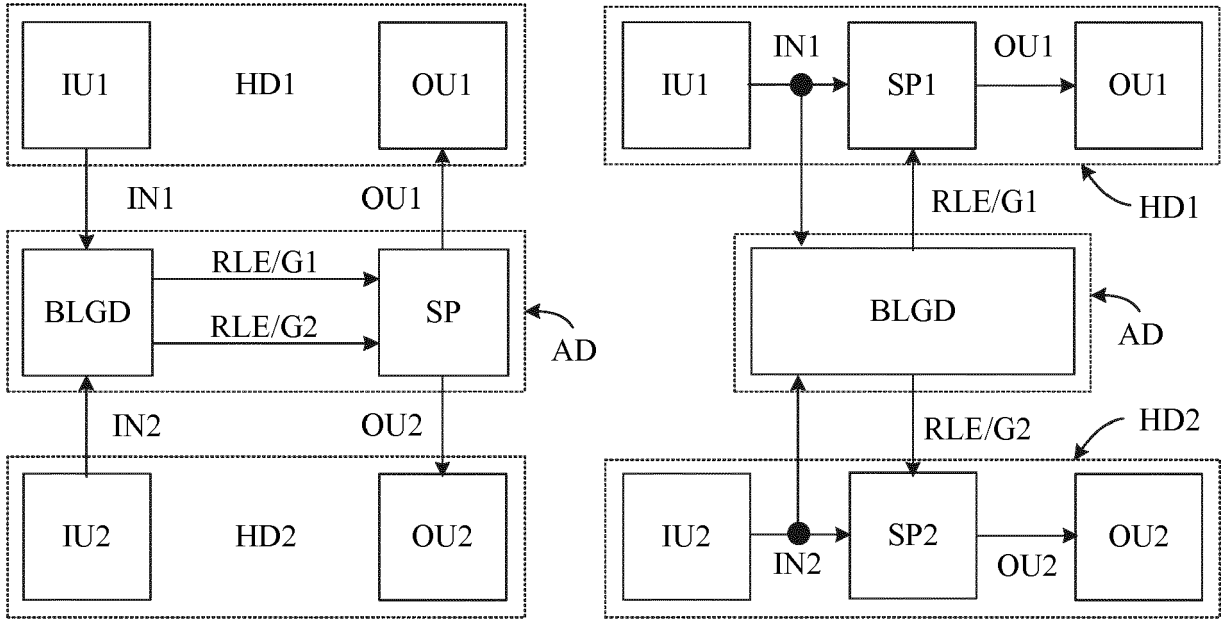 IU1
HD1
OU1
IN1
OU1
BLGD
RLE/G1
RLE/G2
SP
AD
IN2
OU2
IU2
HD2
OU2
IU1
IN1
SP1
OU1
OU1
RLE/G1
HD1
BLGD
AD
RLE/G2
HD2
IU2
IN2
SP2
OU2
OU2